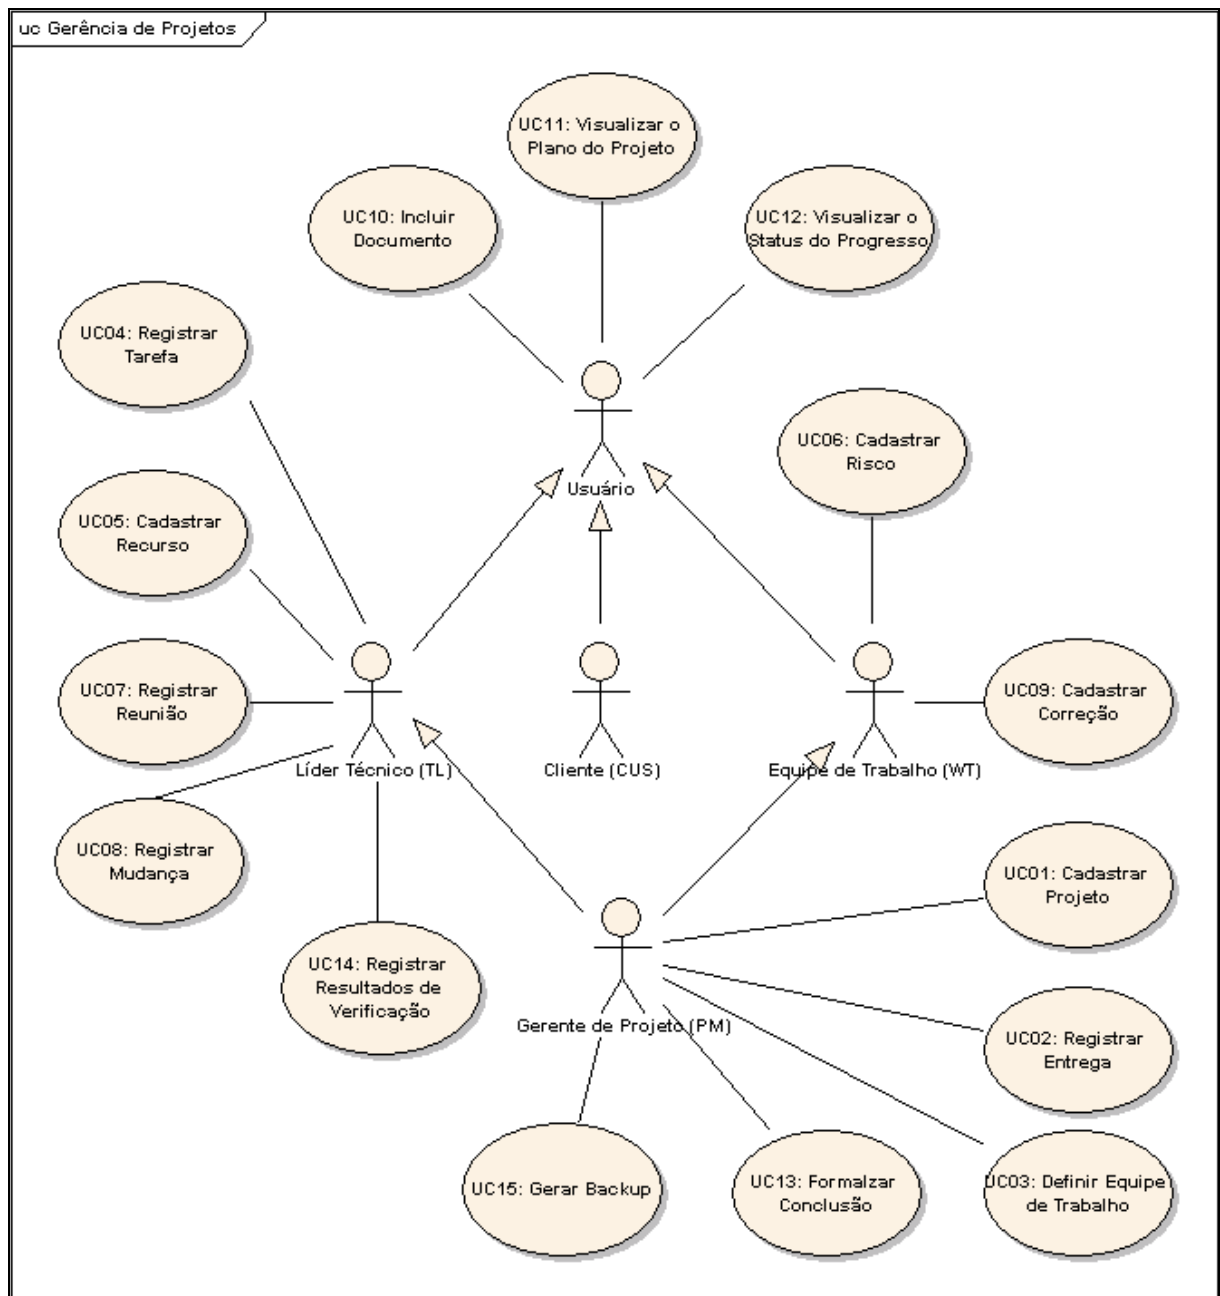 uc Gerência de Projetos
UC11: Visualizar o
Plano do Projeto
UC10: Incluir
Documento
UC12: Visualizar o
Status do Progresso
UC04: Registrar
Tarefa
UC06: Cadastrar
Risco
Usuário
UC05: Cadastrar
Recurso
UC07: Registrar
Reunião
UC09: Cadastrar
Correção
Líder Técnico (TL)
Cliente (CUS)
Equipe de Trabalho (WT)
UC08: Registrar
Mudança
UC01: Cadastrar
Projeto
UC14: Registrar
Resultados de
Verificação
Gerente de Projeto (PM)
UC02: Registrar
Entrega
UC15: Gerar Backup
UC13: Formalzar
Conclusão
UC03: Definir Equipe
de Trabalho